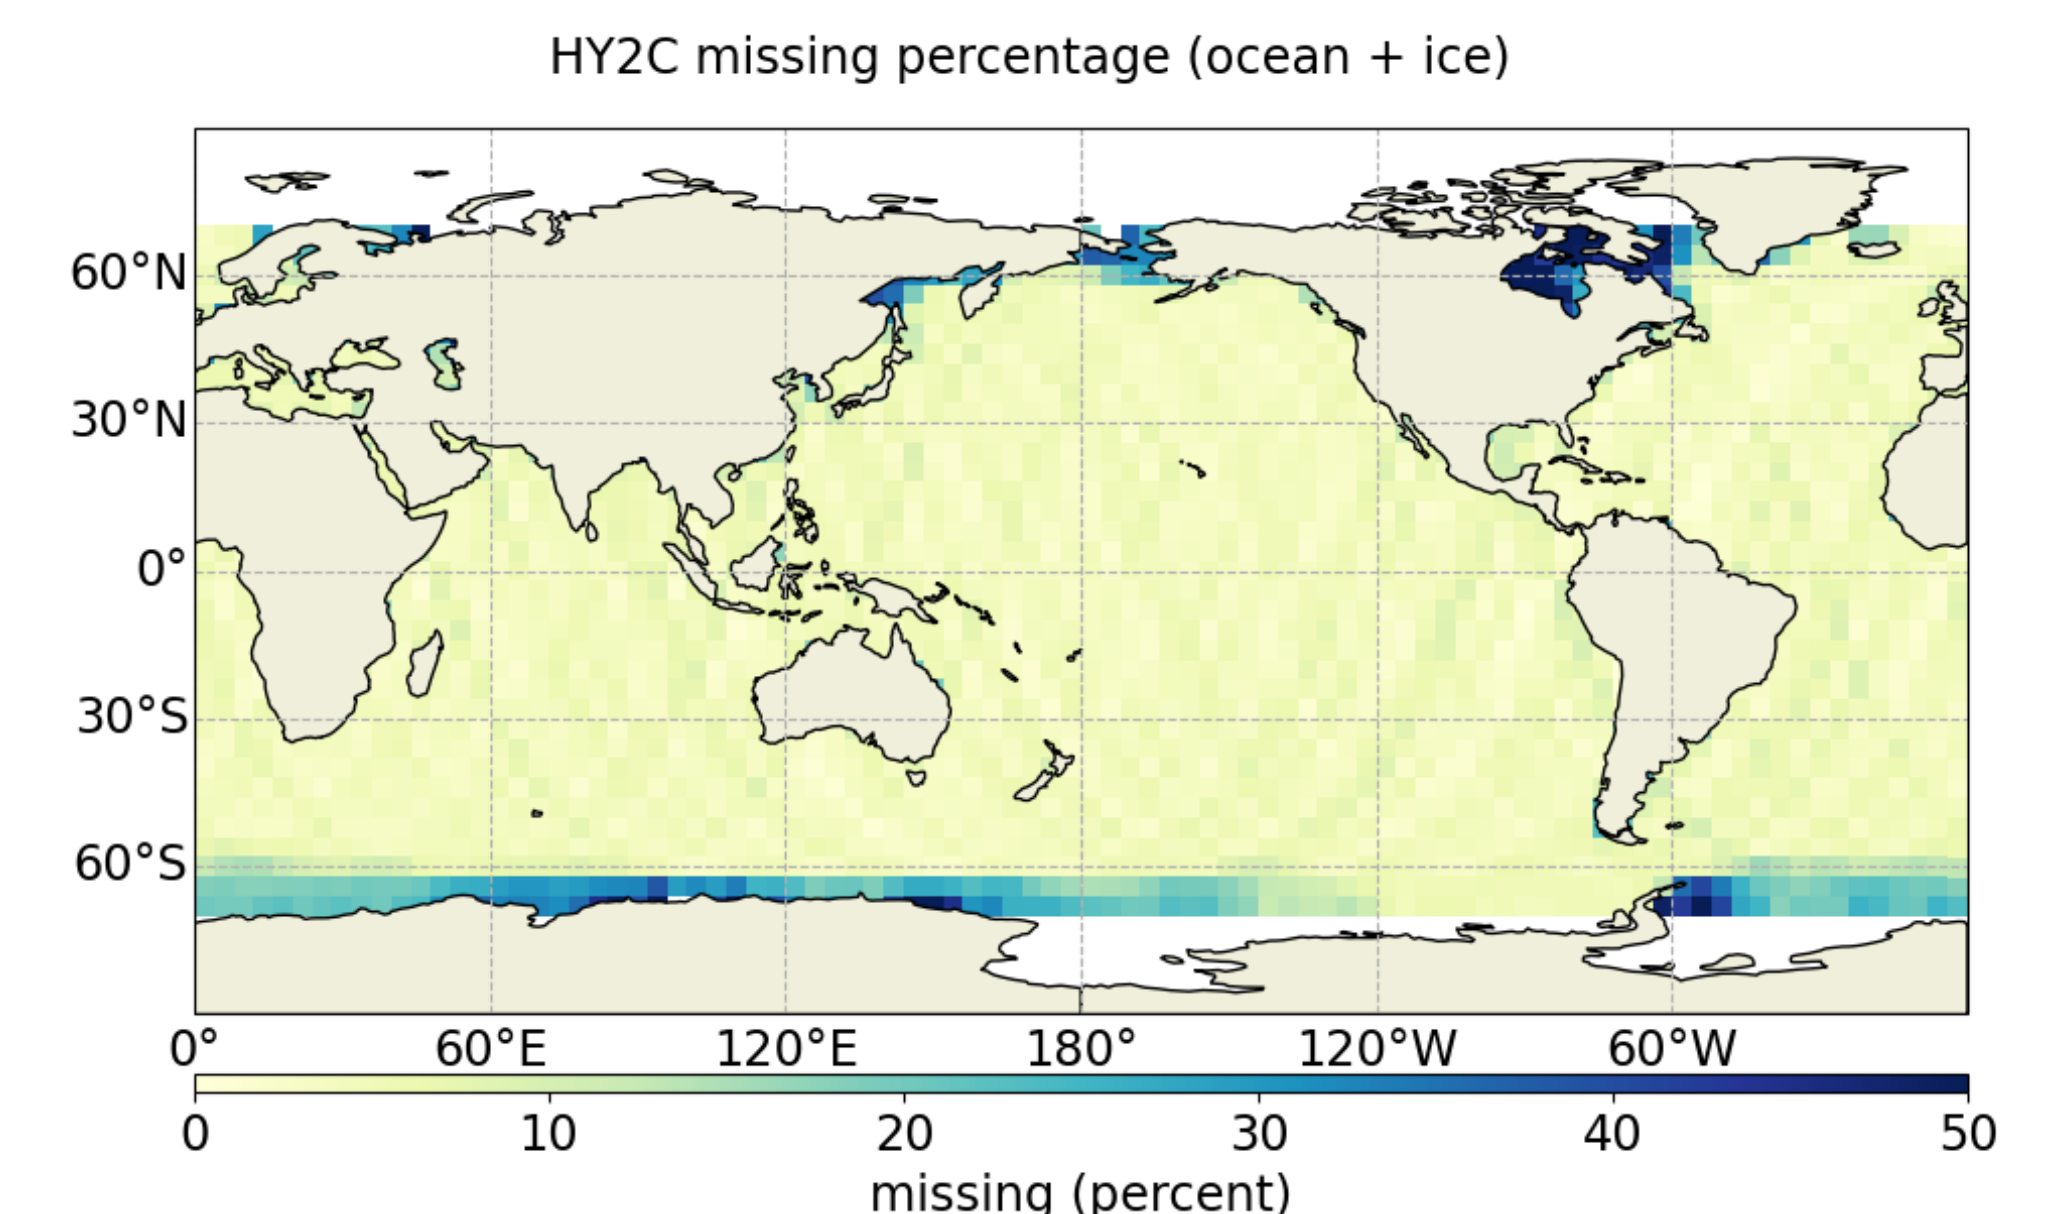 HY2C missing percentage (ocean + ice)
60°N
30°N
0°
30°S
60°S
0° 60°E 120°E 180° 120°W 60°W
0 10 20 30 40 50
missing (percent)